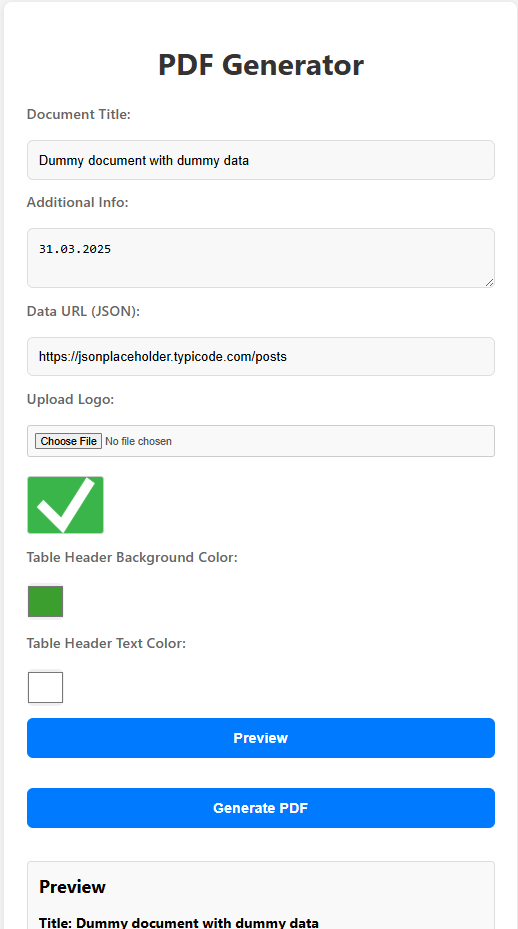 PDF Generator
Document Title:
Dummy document with dummy data
Additional Info:
31.03.2025
Data URL (JSON):
https://jsonplaceholder.typicode.com/posts
Upload Logo:
Choose File No file chosen
Table Header Background Color:
Table Header Text Color:
Preview
Generate PDF
Preview
Title: Dummy document with dummy data